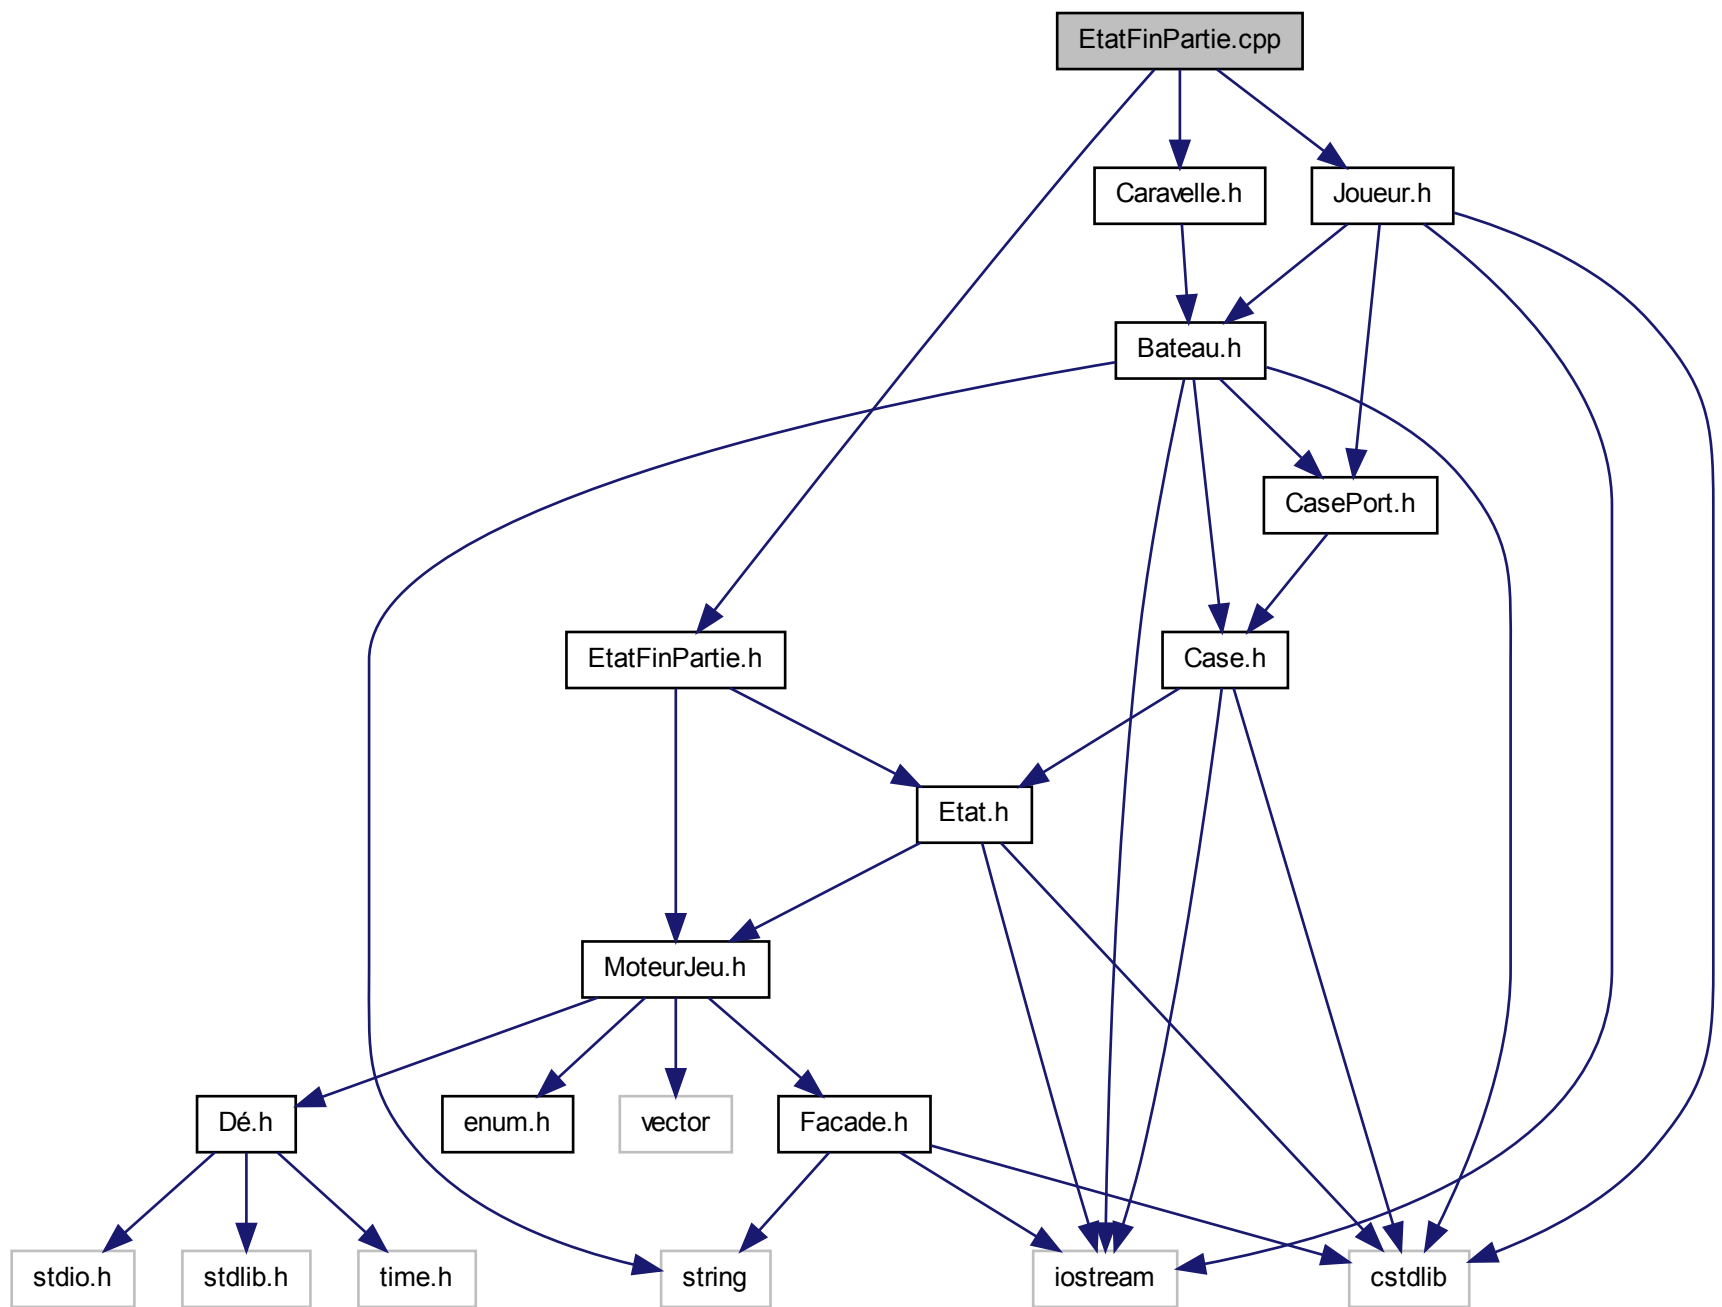 EtatFinPartie.cpp
Caravelle.h
Joueur.h
Bateau.h
CasePort.h
EtatFinPartie.h
Case.h
Etat.h
MoteurJeu.h
Dé.h
enum.h
vector
Facade.h
stdio.h
stdlib.h
time.h
string
iostream
cstdlib